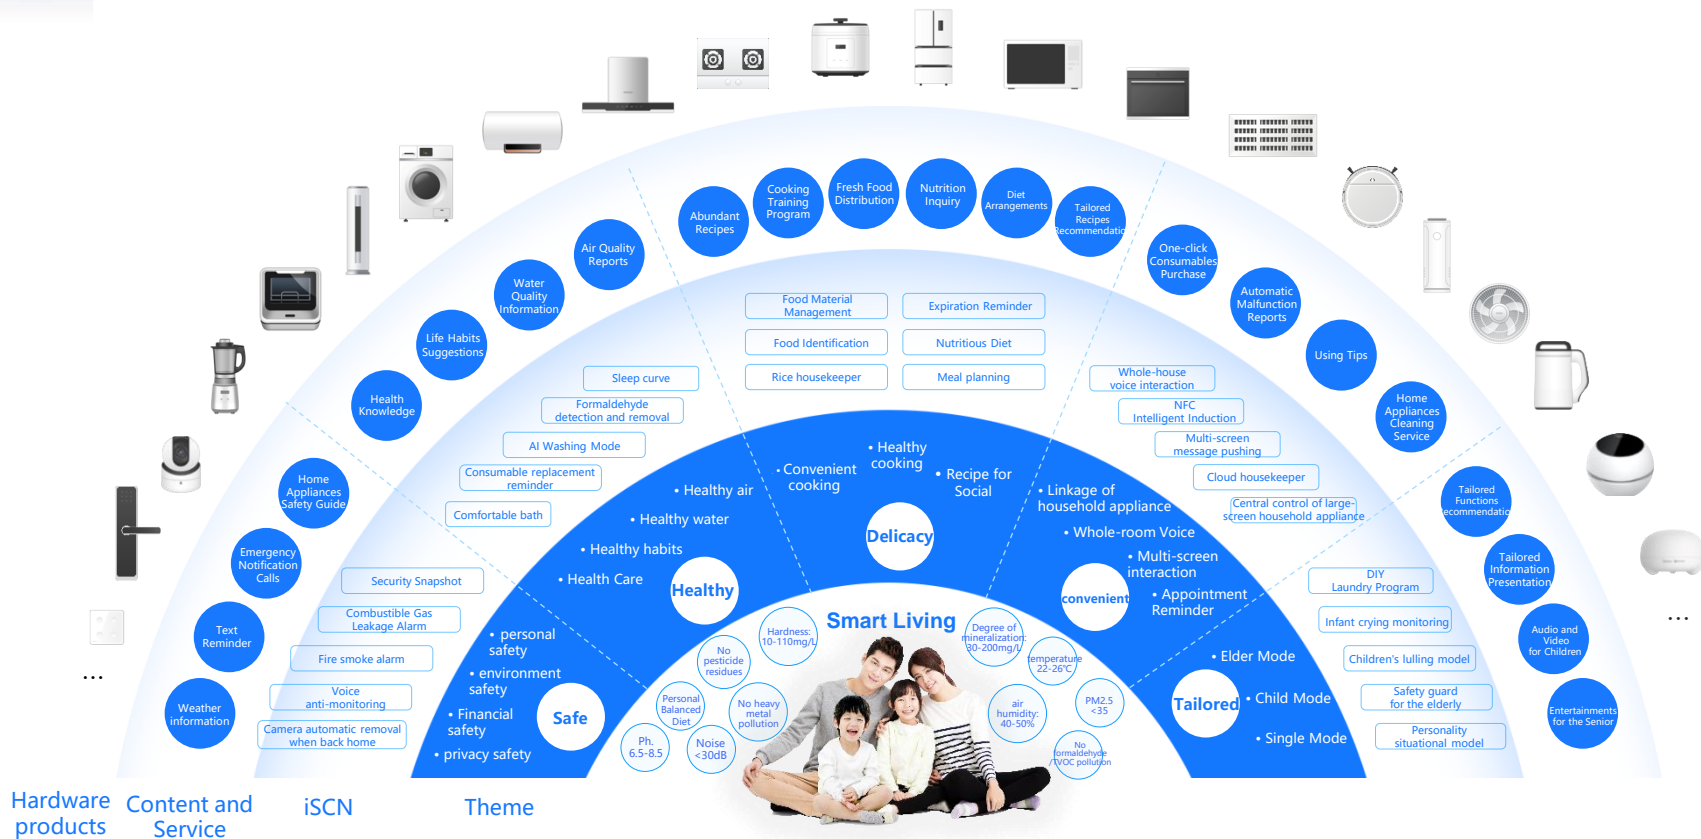 Abundant
Recipes
Cooking
Training
Program
Fresh Food
Distribution
Nutrition
Inquiry
Diet
Arrangements
Tailored
Recipes
Recommendatio
Air Quality
Reports
Water
Quality
Information
Life Habits
Suggestions
Health
Knowledge
Home
Appliances
Safety Guide
Emergency
Notification
Calls
Text
Reminder
Weather
information
One-click
Consumables
Purchase
Automatic
Malfunction
Reports
Using Tips
Home
Appliances
Cleaning
Service
Tailored
Functions
Recommendatio
Tailored
Information
Presentation
Audio and
Video
for Children
Entertainments
for the Senior
Food Material
Management
Expiration Reminder
Food Identification
Nutritious Diet
Rice housekeeper
Meal planning
Sleep curve
Formaldehyde
detection and removal
AI Washing Mode
Consumable replacement
reminder
Comfortable bath
Security Snapshot
Combustible Gas
Leakage Alarm
Fire smoke alarm
Voice
anti-monitoring
Camera automatic removal
when back home
Whole-house
voice interaction
NFC
Intelligent Induction
Multi-screen
message pushing
Cloud housekeeper
Central control of large-
screen household appliance
DIY
Laundry Program
Infant crying monitoring
Children's lulling model
Safety guard
for the elderly
Personality
situational model
• Convenient
cooking
• Healthy
cooking
• Recipe for
Social
Delicacy
• Healthy air
• Healthy water
• Healthy habits
• Health Care
Healthy
• personal
safety
• environment
safety
• Financial
safety
• privacy safety
Safe
• Linkage of
household appliance
• Whole-room Voice
• Multi-screen
interaction
• Appointment
Reminder
convenient
• Elder Mode
• Child Mode
• Single Mode
Tailored
Smart Living
Hardness:
10-110mg/L
No
pesticide
residues
Personal
Balanced
Diet
No heavy
metal
pollution
Ph.
6.5-8.5
Noise
<30dB
Degree of
mineralization:
30-200mg/L
temperature
22-26℃
air
humidity:
40-50%
PM2.5
<35
No
formaldehyde
/TVOC pollution
...
...
Hardware
products
Content and
Service
iSCN
Theme